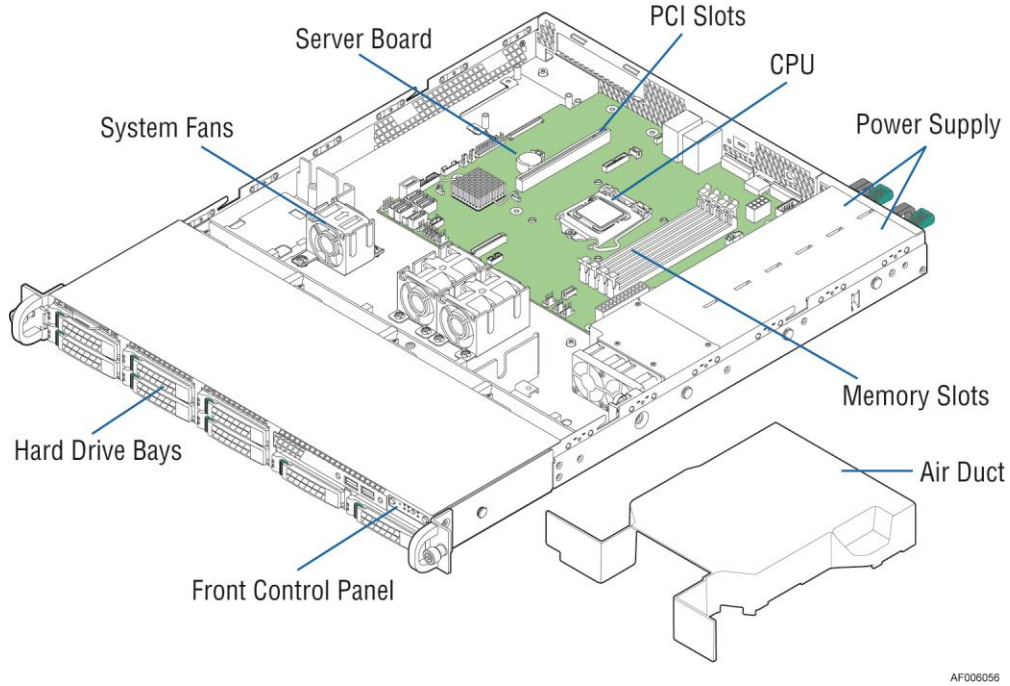 PCI Slots
Server Board
CPU
System Fans
Power Supply
Memory Slots
Hard Drive Bays
Air Duct
Front Control Panel
AF006056